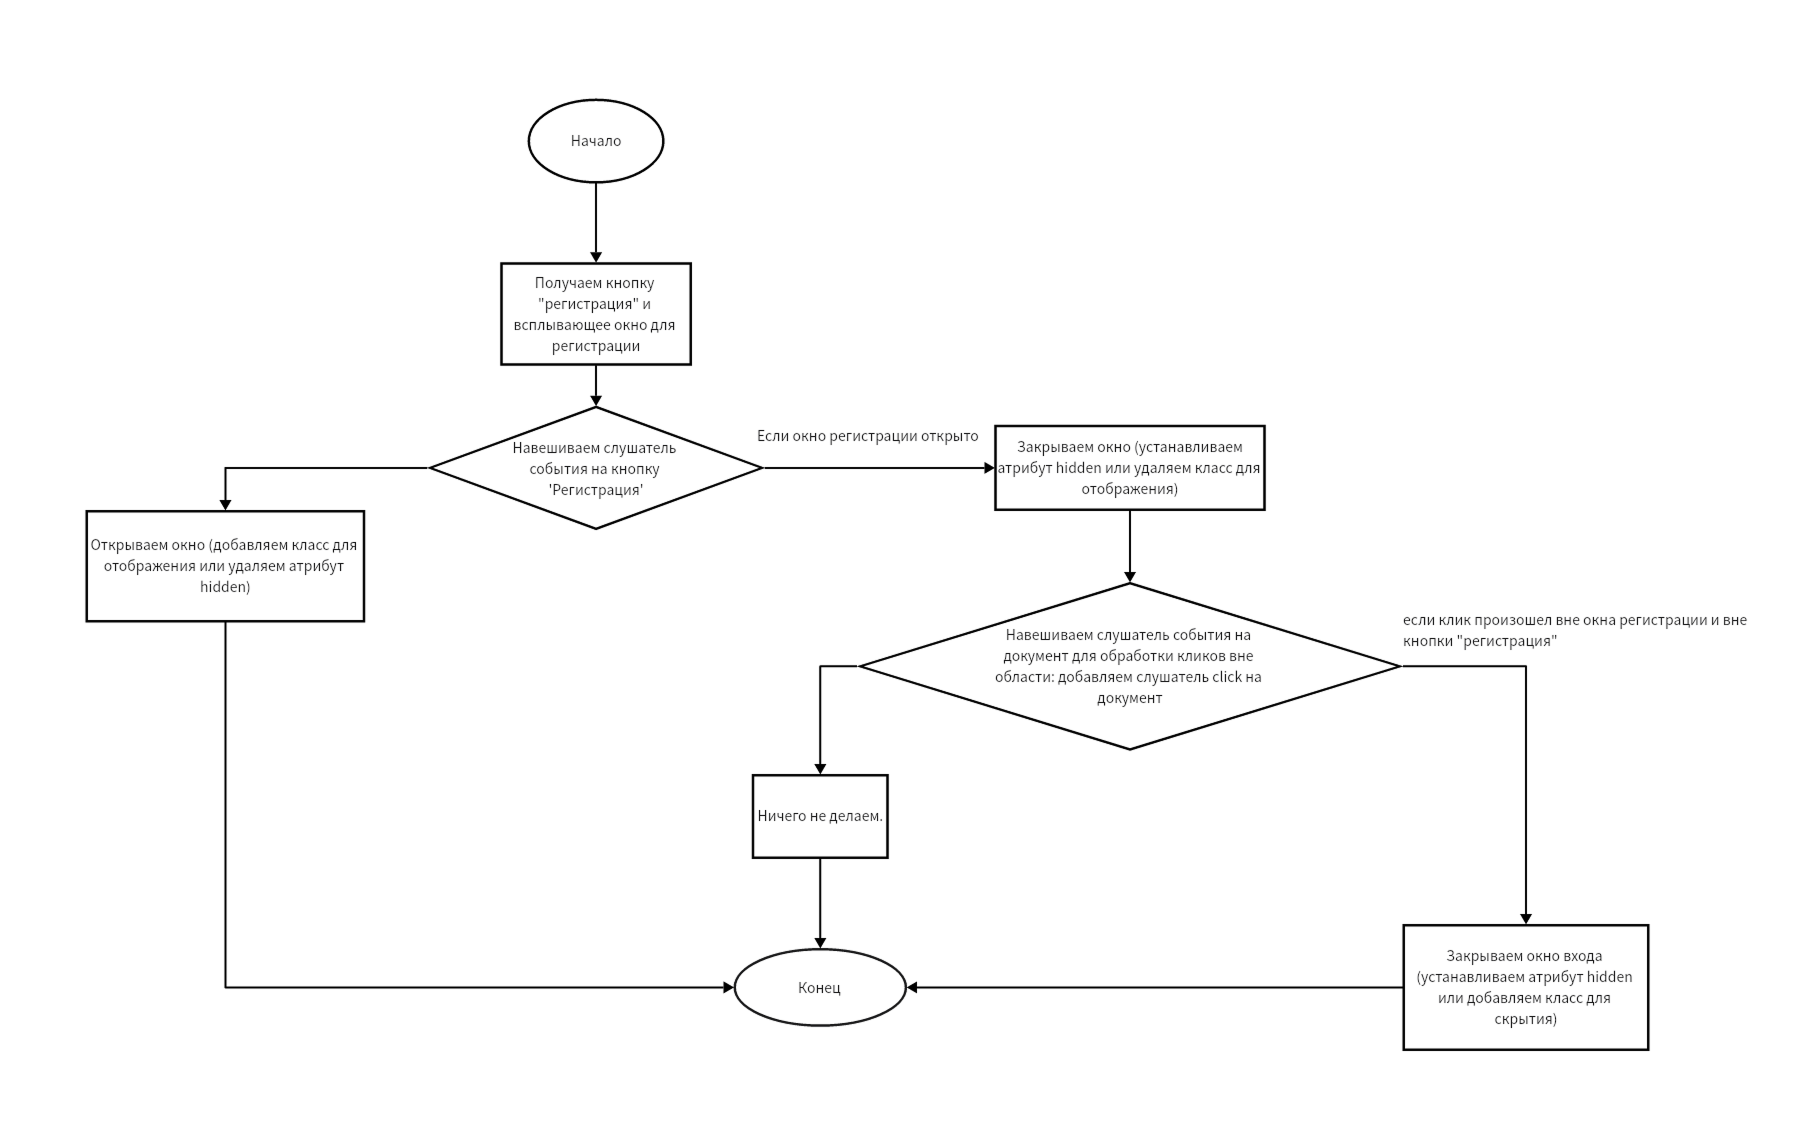 Начало
Получаем кнопку
"регистрация" и
всплывающее окно для
регистрации
Навешиваем слушатель
события на кнопку
'Регистрация'
Если окно регистрации открыто
Закрываем окно (устанавливаем
атрибут hidden или удаляем класс для
отображения)
Открываем окно (добавляем класс для
отображения или удаляем атрибут
hidden)
Навешиваем слушатель события на
документ для обработки кликов вне
области: добавляем слушатель click на
документ
если клик произошел вне окна регистрации и вне
кнопки "регистрация"
Ничего не делаем.
Закрываем окно входа
(устанавливаем атрибут hidden
или добавляем класс для
скрытия)
Конец